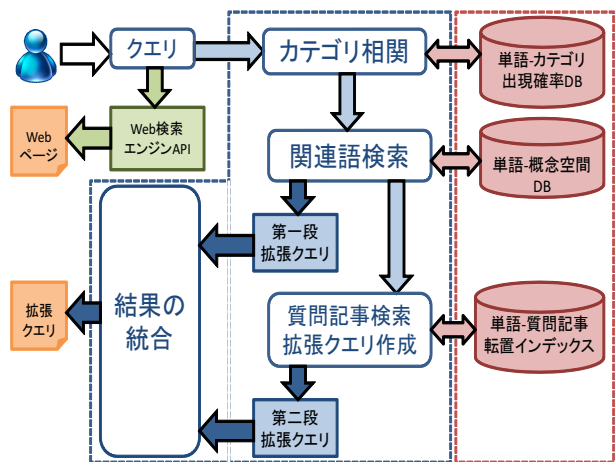 クエリ
カテゴリ相関
単語-カテゴリ
出現確率DB
Web
ページ
Web検索
エンジンAPI
関連語検索
単語-概念空間
DB
第一段
拡張クエリ
拡張
クエリ
結果の
統合
質問記事検索
拡張クエリ作成
単語-質問記事
転置インデックス
第二段
拡張クエリ